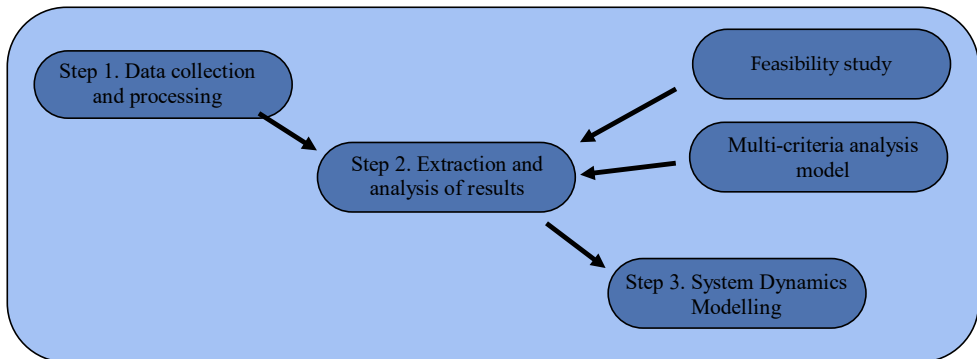 Step 1. Data collection
and processing
Feasibility study
Multi-criteria analysis
model
Step 2. Extraction and
analysis of results
Step 3. System Dynamics
Modelling